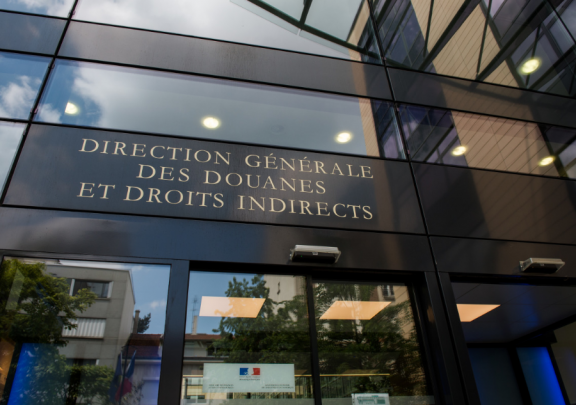 DIRECTION GÉNÉRALE
DES DOUANES
ET DROITS INDIRECTS